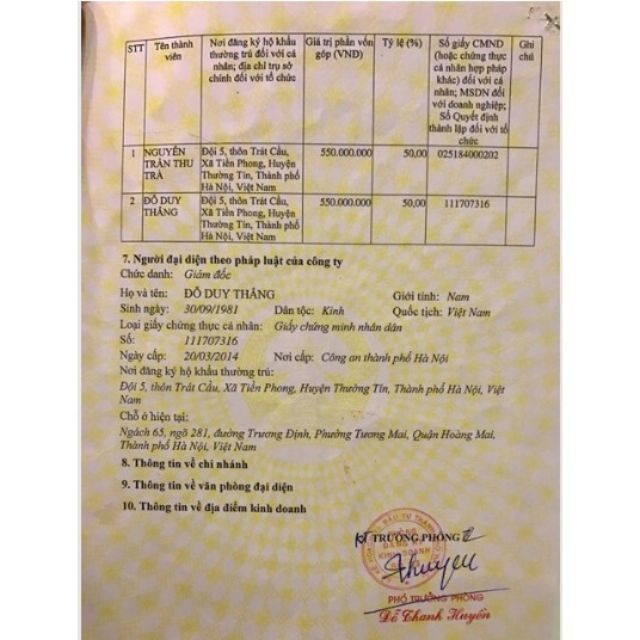 STT Tên thành viên Nơi đăng ký hộ khẩu thường trú đối với cá nhân; địa chỉ trụ sở chính đối với tổ chức Giá trị phần vốn góp (VNĐ) Tỷ lệ (%) Số giấy CMND (hoặc chứng thực cá nhân hợp pháp khác) đối với cá nhân; MSDN đối với doanh nghiệp; Số Quyết định thành lập đối với tổ chức Ghi chú
1 NGUYỄN TRẦN THU TRÀ Đội 5, thôn Trát Cầu, Xã Tiền Phong, Huyện Thường Tín, Thành phố Hà Nội, Việt Nam 550.000.000 50,00 025184000202
2 ĐỖ DUY THẮNG Đội 5, thôn Trát Cầu, Xã Tiền Phong, Huyện Thường Tín, Thành phố Hà Nội, Việt Nam 550.000.000 50,00 111707316
7. Người đại diện theo pháp luật của công ty
Chức danh: Giám đốc
Họ và tên: ĐỖ DUY THẮNG Giới tính: Nam
Sinh ngày: 30/09/1981 Dân tộc: Kinh Quốc tịch: Việt Nam
Loại giấy chứng thực cá nhân: Giấy chứng minh nhân dân
Số: 111707316
Ngày cấp: 20/03/2014 Nơi cấp: Công an thành phố Hà Nội
Nơi đăng ký hộ khẩu thường trú:
Đội 5, thôn Trát Cầu, Xã Tiền Phong, Huyện Thường Tín, Thành phố Hà Nội, Việt
Nam
Chỗ ở hiện tại:
Ngách 65, ngõ 281, đường Trương Định, Phường Tương Mai, Quận Hoàng Mai,
Thành phố Hà Nội, Việt Nam
8. Thông tin về chi nhánh
9. Thông tin về văn phòng đại diện
10. Thông tin về địa điểm kinh doanh
KT TRƯỞNG PHÒNG
PHÒNG
ĐĂNG KÝ
KINH DOANH
PHÓ TRƯỞNG PHÒNG
Đỗ Thanh Huyền